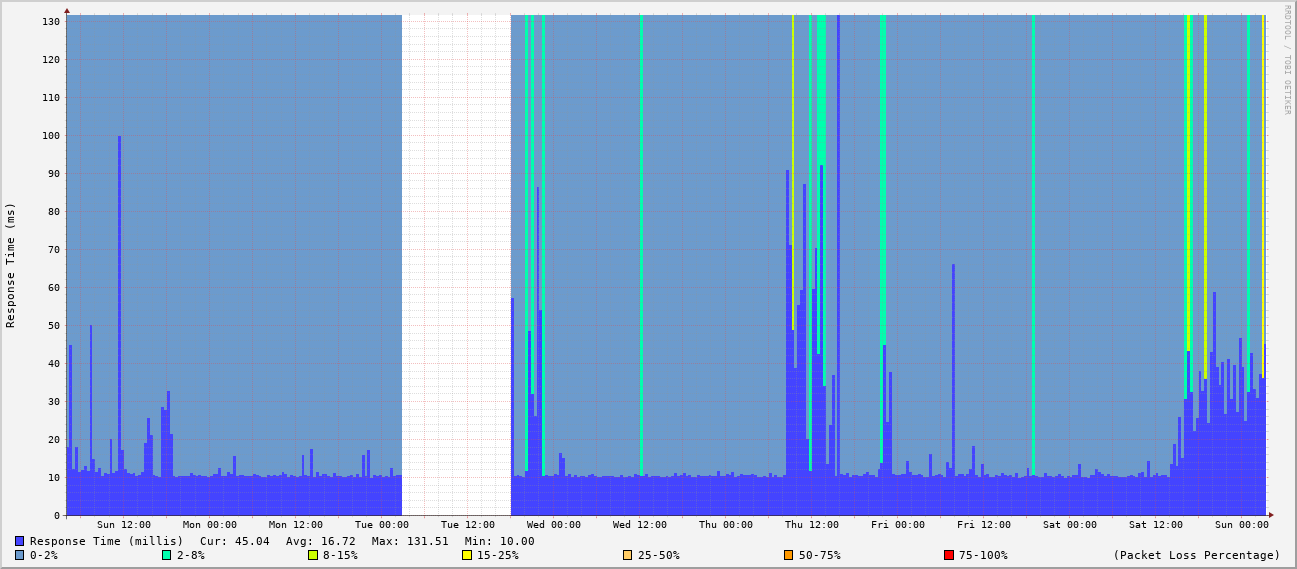 RRDTOOL / TOBI OETIKER
Response Time (ms)
130
120
110
100
90
80
70
60
50
40
30
20
10
0
Sun 12:00 Mon 00:00 Mon 12:00 Tue 00:00 Tue 12:00 Wed 00:00 Wed 12:00 Thu 00:00 Thu 12:00 Fri 00:00 Fri 12:00 Sat 00:00 Sat 12:00 Sun 00:00
Response Time (millis) Cur: 45.04 Avg: 16.72 Max: 131.51 Min: 10.00
0-2% 2-8% 8-15% 15-25% 25-50% 50-75% 75-100% (Packet Loss Percentage)